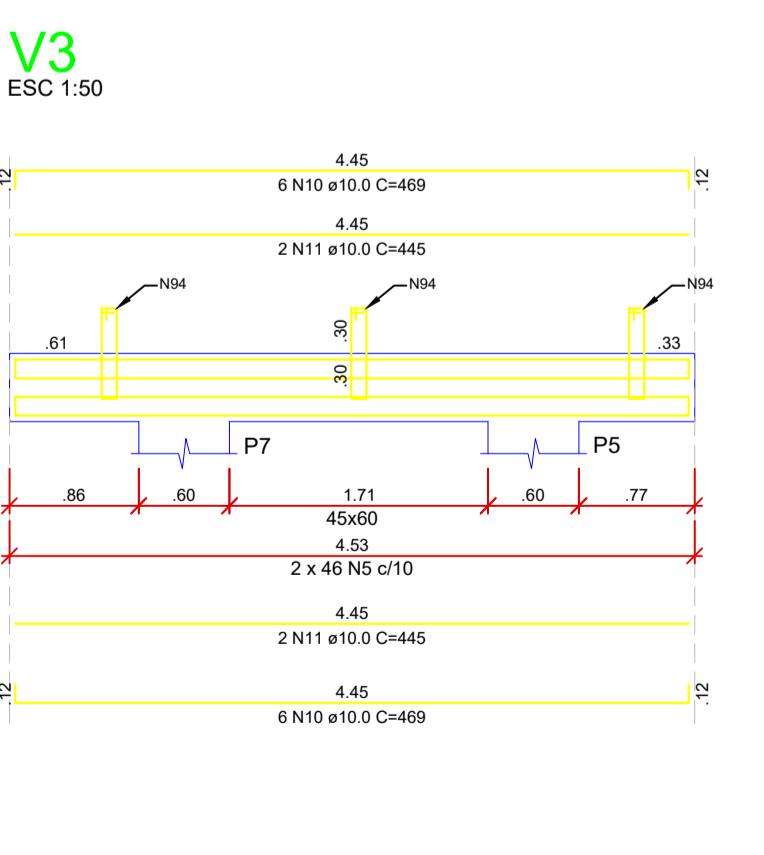 V3
ESC 1:50
4.45
.12
.12
6 N10 ø10.0 C=469
4.45
2 N11 ø10.0 C=445
N94
N94
N94
.61
.30
.33
.30
P7
P5
.86
.60
1.71
.60
.77
45x60
4.53
2 x 46 N5 c/10
4.45
2 N11 ø10.0 C=445
4.45
.12
.12
6 N10 ø10.0 C=469